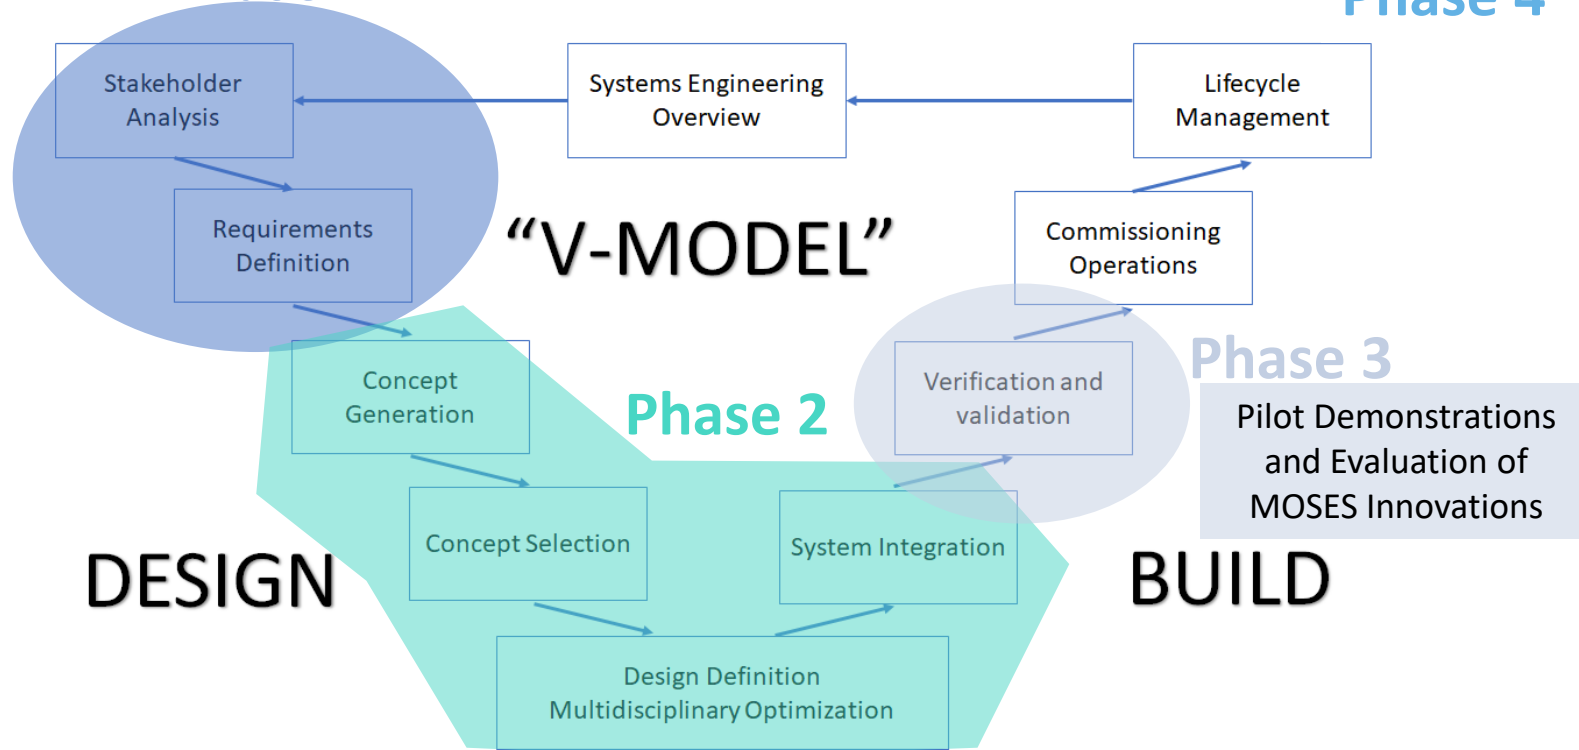 Phase 4
Stakeholder
Analysis
Systems Engineering
Overview
Lifecycle
Management
Requirements
Definition
“V-MODEL”
Commissioning
Operations
Concept
Generation
Phase 2
Verification and
validation
Phase 3
Pilot Demonstrations
and Evaluation of
MOSES Innovations
Concept Selection
System Integration
DESIGN
BUILD
Design Definition
Multidisciplinary Optimization